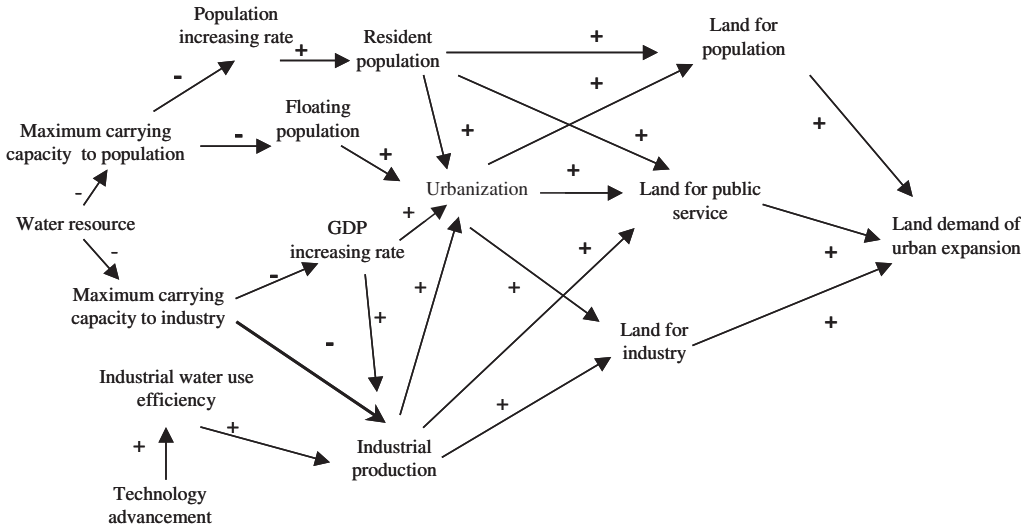 Population
increasing rate
+
Resident
population
+
Land for
population
-
+
Floating
population
+
+
+
Maximum carrying
capacity to population
-
+
+
-
Urbanization
Land for public
service
Water resource
+
Land demand of
urban expansion
-
GDP
increasing rate
+
+
-
+
+
Maximum carrying
capacity to industry
+
-
+
Land for
industry
Industrial water use
efficiency
+
+
+
Industrial
production
Technology
advancement